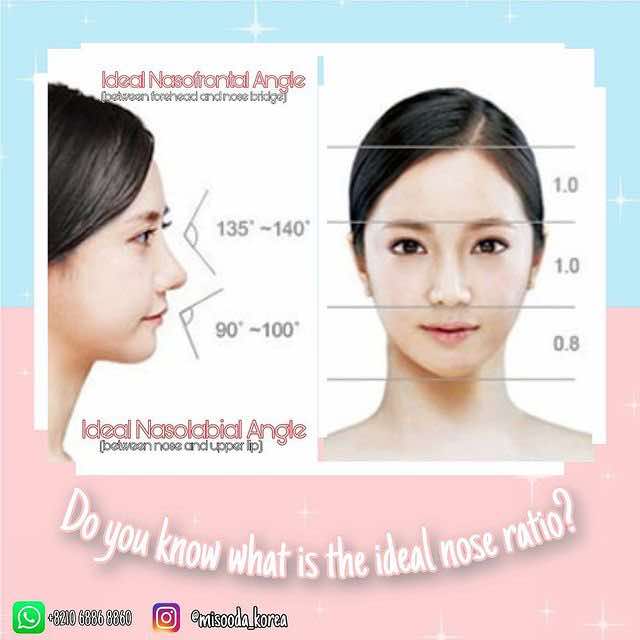 Ideal Nasofrontal Angle
(between forehead and nose bridge)
135˚ ~140˚
90˚ ~100˚
Ideal Nasolabial Angle
(between nose and upper lip)
1.0
1.0
0.8
Do you know what is the ideal nose ratio?
+8210 6886 8860
@misooda_korea